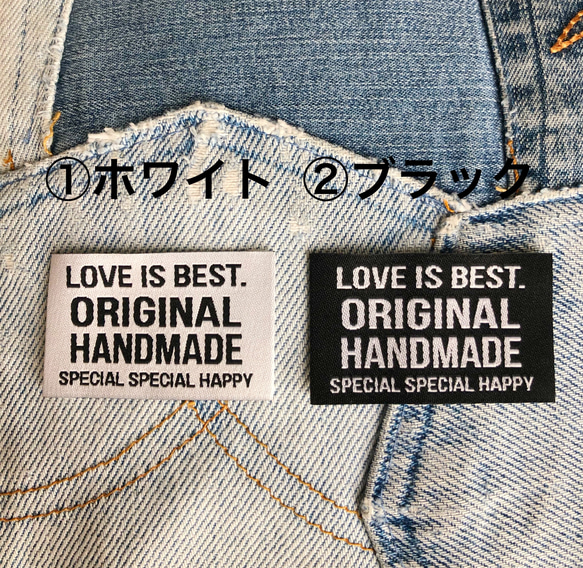 ①ホワイト ②ブラック
LOVE IS BEST.
ORIGINAL
HANDMADE
SPECIAL SPECIAL HAPPY
LOVE IS BEST.
ORIGINAL
HANDMADE
SPECIAL SPECIAL HAPPY